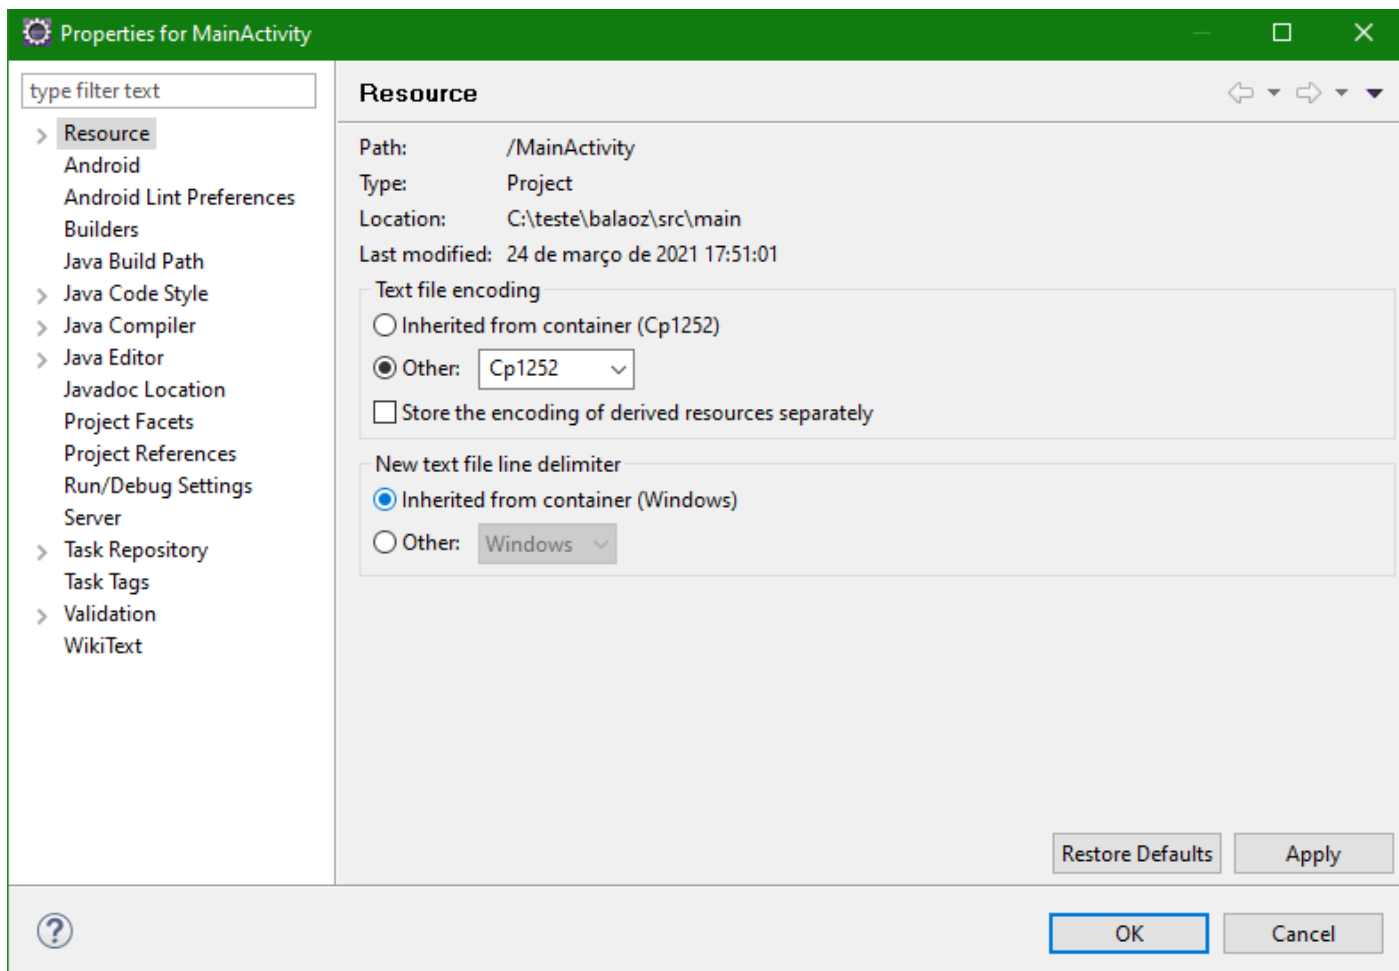 Properties for MainActivity
type filter text
Resource
Android
Android Lint Preferences
Builders
Java Build Path
Java Code Style
Java Compiler
Java Editor
Javadoc Location
Project Facets
Project References
Run/Debug Settings
Server
Task Repository
Task Tags
Validation
WikiText
Resource
Path: /MainActivity
Type: Project
Location: C:\teste\balaoz\src\main
Last modified: 24 de março de 2021 17:51:01
Text file encoding
Inherited from container (Cp1252)
Other: Cp1252
Store the encoding of derived resources separately
New text file line delimiter
Inherited from container (Windows)
Other: Windows
Restore Defaults Apply
? OK Cancel